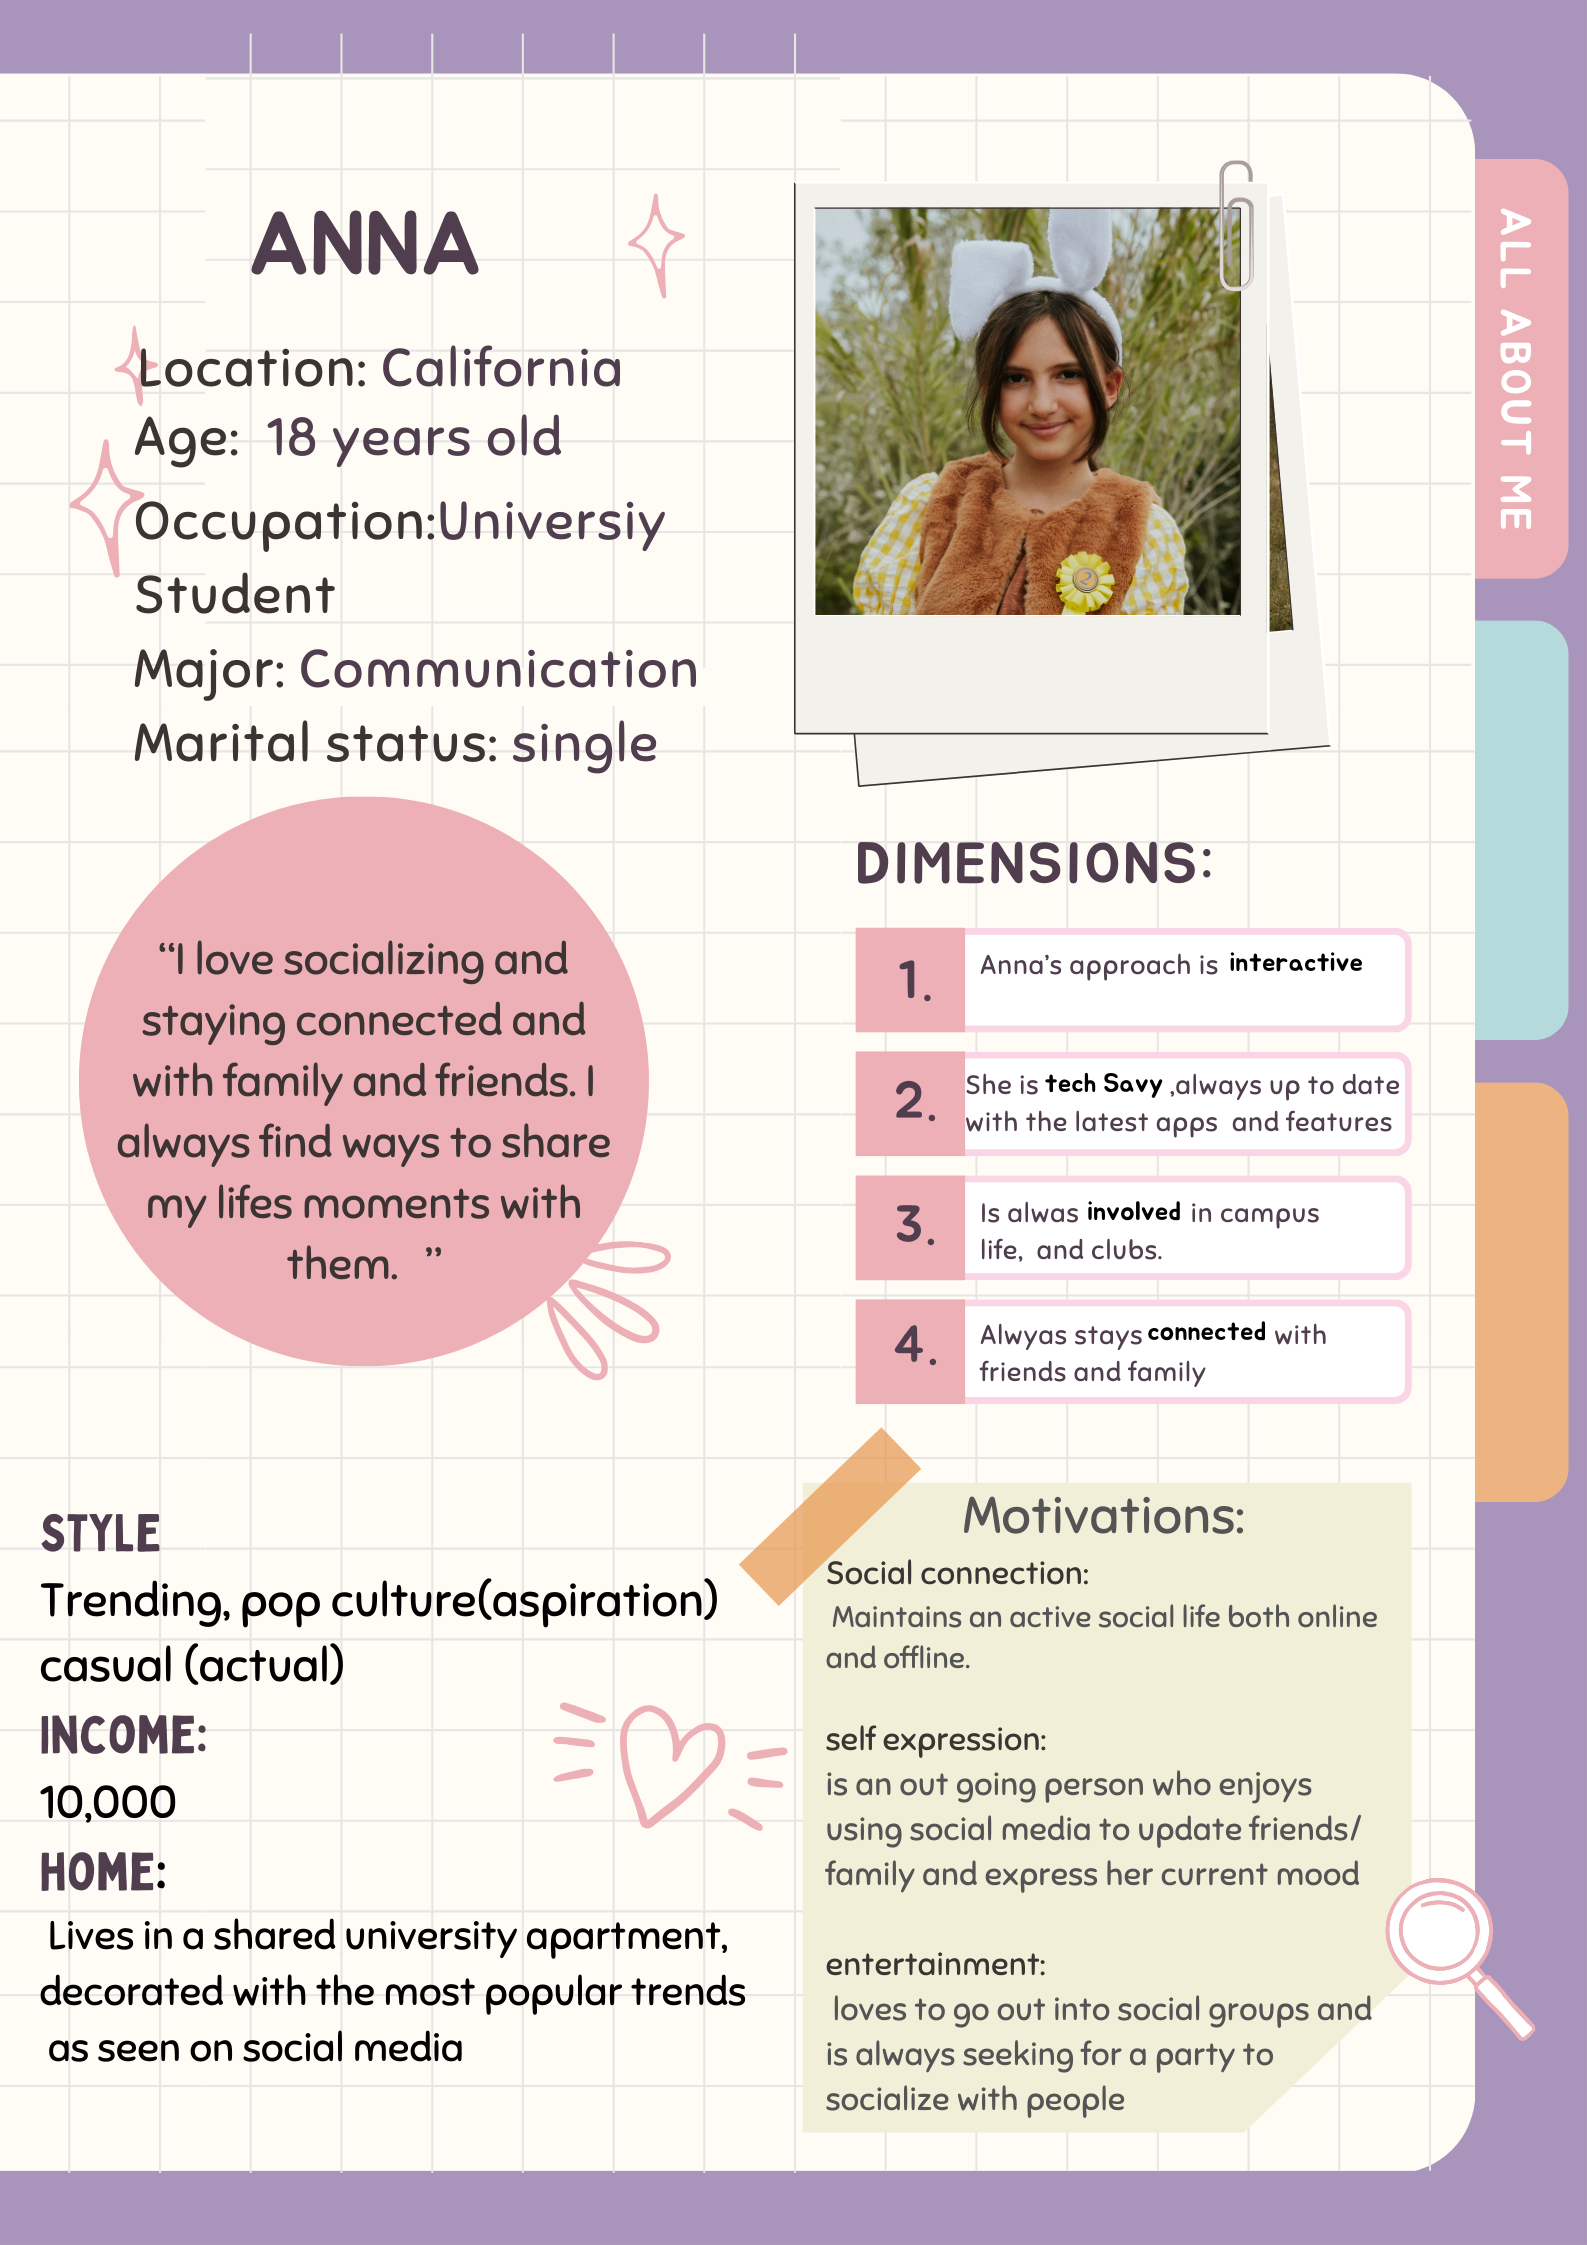 ANNA
Location: California
Age:  18 years old
Occupation:Universiy
Student
Major: Communication
Marital status: single
ALL ABOUT ME
“I love socializing and
staying connected and
with family and friends. I
always find ways to share
my lifes moments with
them.  ”
DIMENSIONS:
1.
Anna's approach is interactive
2.
She is tech Savy ,always up to date
with the latest apps  and features
3.
Is alwas involved in campus
life,  and clubs.
4.
Alwyas stays connected with
friends and family
STYLE
Trending, pop culture(aspiration)
casual (actual)
INCOME:
10,000
HOME:
Lives in a shared university apartment,
decorated with the most popular trends
as seen on social media
Motivations:
Social connection:
Maintains an active social life both online
and offline.
self expression:
is an out going person who enjoys
using social media to update friends/
family and express her current mood
entertainment:
loves to go out into social groups and
is always seeking for a party to
socialize with people
2